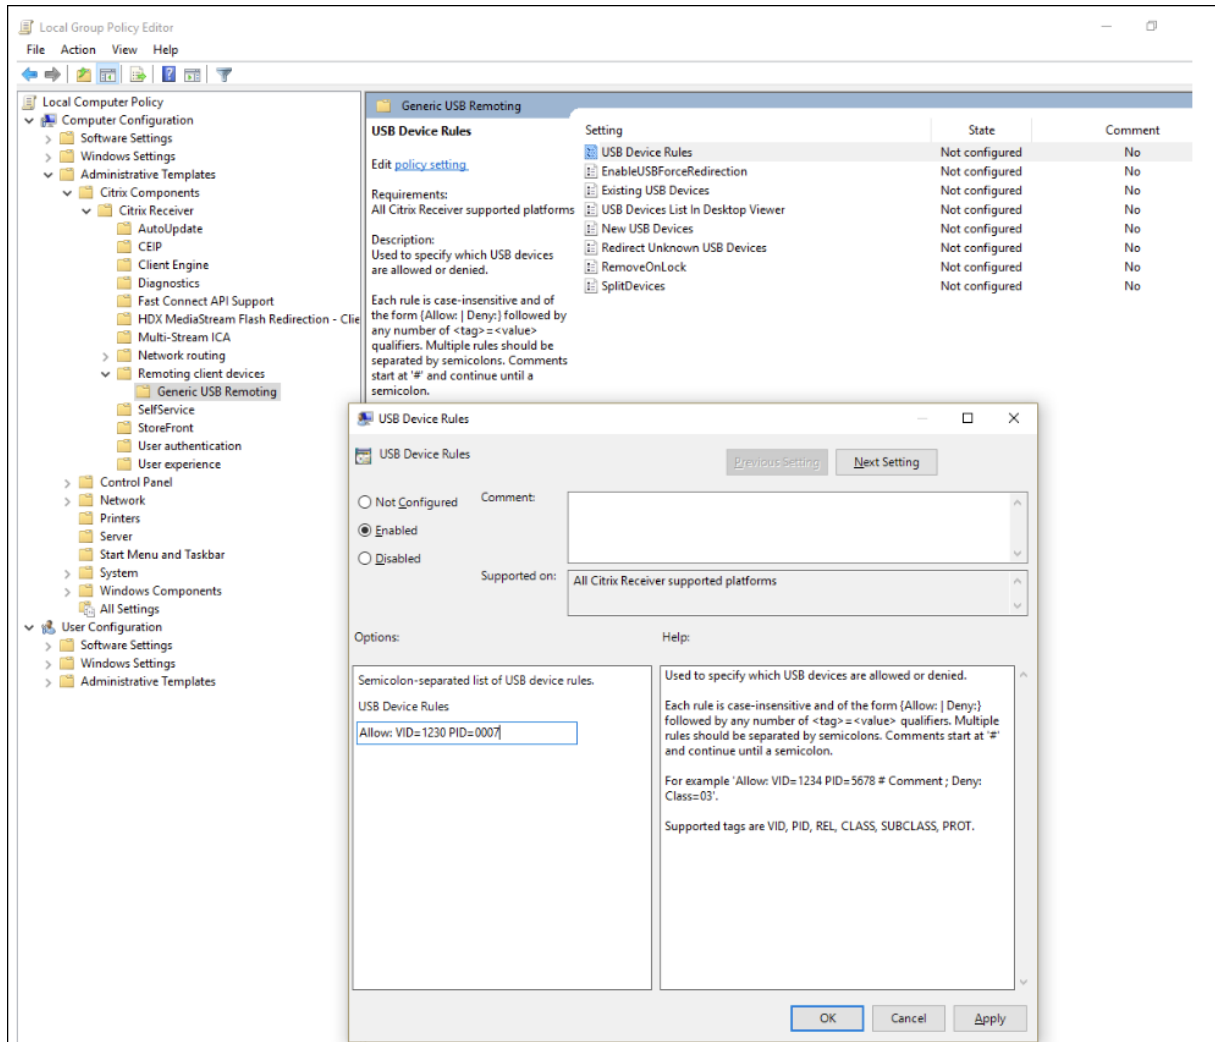 Local Group Policy Editor
File Action View Help
Local Computer Policy
Computer Configuration
Software Settings
Windows Settings
Administrative Templates
Citrix Components
Citrix Receiver
AutoUpdate
CEIP
Client Engine
Diagnostics
Fast Connect API Support
HDX MediaStream Flash Redirection - Clie
Multi-Stream ICA
Network routing
Remoting client devices
Generic USB Remoting
SelfService
StoreFront
User authentication
User experience
Control Panel
Network
Printers
Server
Start Menu and Taskbar
System
Windows Components
All Settings
User Configuration
Software Settings
Windows Settings
Administrative Templates
Generic USB Remoting
USB Device Rules
Edit policy setting
Requirements:
All Citrix Receiver supported platforms
Description:
Used to specify which USB devices
are allowed or denied.
Each rule is case-insensitive and of
the form {Allow: | Deny:} followed by
any number of <tag>=<value>
qualifiers. Multiple rules should be
separated by semicolons. Comments
start at '#' and continue until a
semicolon.
Setting State Comment
USB Device Rules Not configured No
EnableUSBForceRedirection Not configured No
Existing USB Devices Not configured No
USB Devices List In Desktop Viewer Not configured No
New USB Devices Not configured No
Redirect Unknown USB Devices Not configured No
RemoveOnLock Not configured No
SplitDevices Not configured No
USB Device Rules
USB Device Rules
Previous Setting Next Setting
Not Configured Comment:
Enabled
Disabled
Supported on: All Citrix Receiver supported platforms
Options: Help:
Semicolon-separated list of USB device rules.
USB Device Rules
Allow: VID=1230 PID=0007
Used to specify which USB devices are allowed or denied.
Each rule is case-insensitive and of the form {Allow: | Deny:}
followed by any number of <tag>=<value> qualifiers. Multiple
rules should be separated by semicolons. Comments start at '#'
and continue until a semicolon.
For example 'Allow: VID=1234 PID=5678 # Comment ; Deny:
Class=03'.
Supported tags are VID, PID, REL, CLASS, SUBCLASS, PROT.
OK Cancel Apply